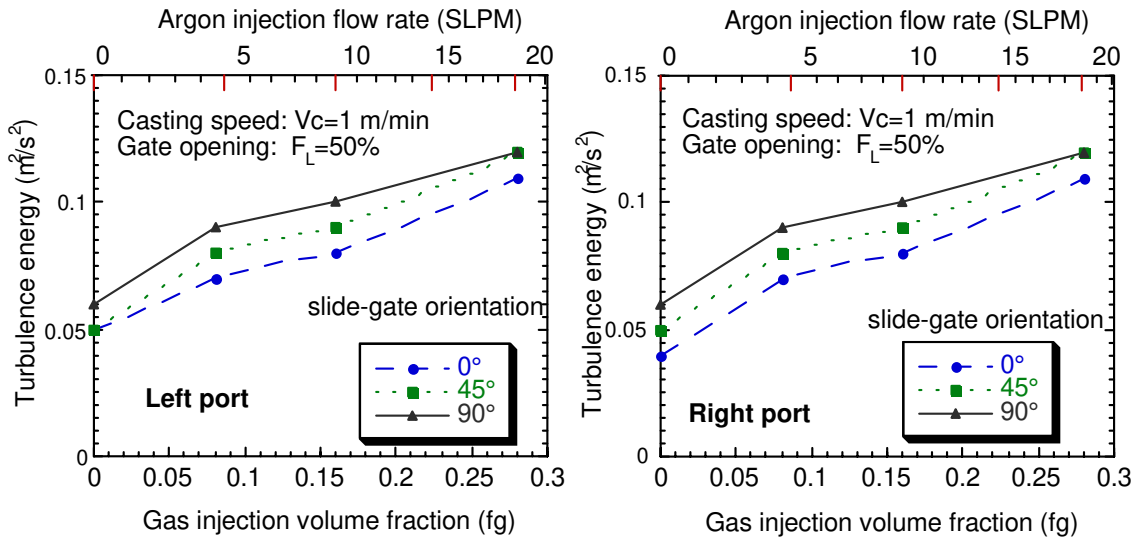 Argon injection flow rate (SLPM)
0 5 10 15 20
0.15
0.1
0.05
0
Turbulence energy (m²/s²)
Casting speed: Vc=1 m/min
Gate opening: F_L=50%
slide-gate orientation
0°
45°
90°
Left port
0 0.05 0.1 0.15 0.2 0.25 0.3
Gas injection volume fraction (fg)
Argon injection flow rate (SLPM)
0 5 10 15 20
0.15
0.1
0.05
0
Turbulence energy (m²/s²)
Casting speed: Vc=1 m/min
Gate opening: F_L=50%
slide-gate orientation
0°
45°
90°
Right port
0 0.05 0.1 0.15 0.2 0.25 0.3
Gas injection volume fraction (fg)